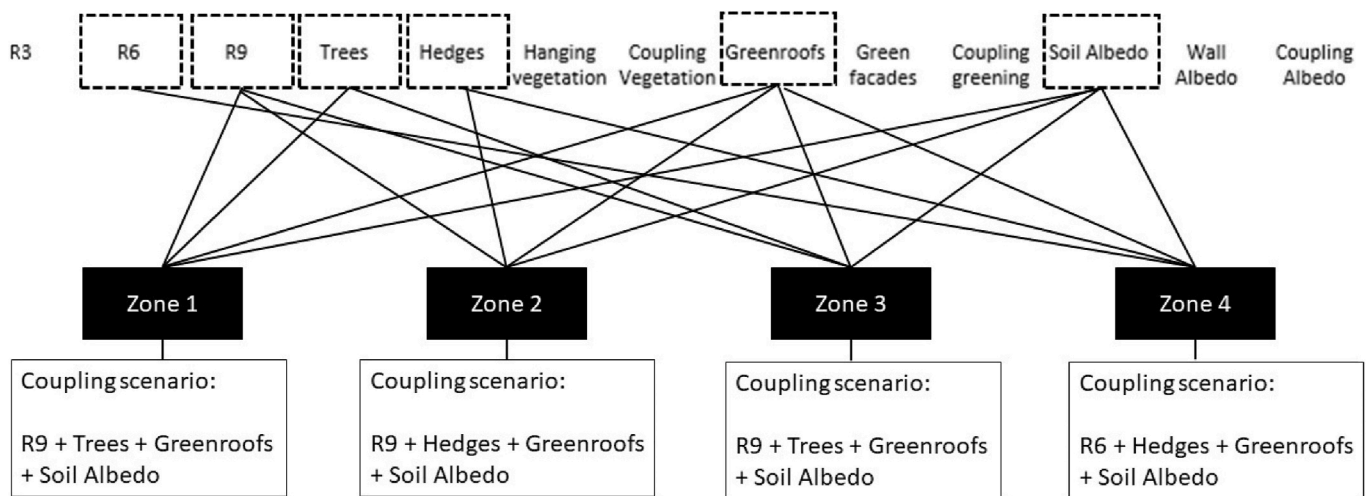 R3
R6
R9
Trees
Hedges
Hanging
vegetation
Coupling
Vegetation
Greenroofs
Green
facades
Coupling
greening
Soil Albedo
Wall
Albedo
Coupling
Albedo
Zone 1
Zone 2
Zone 3
Zone 4
Coupling scenario:
R9 + Trees + Greenroofs
+ Soil Albedo
Coupling scenario:
R9 + Hedges + Greenroofs
+ Soil Albedo
Coupling scenario:
R9 + Trees + Greenroofs
+ Soil Albedo
Coupling scenario:
R6 + Hedges + Greenroofs
+ Soil Albedo